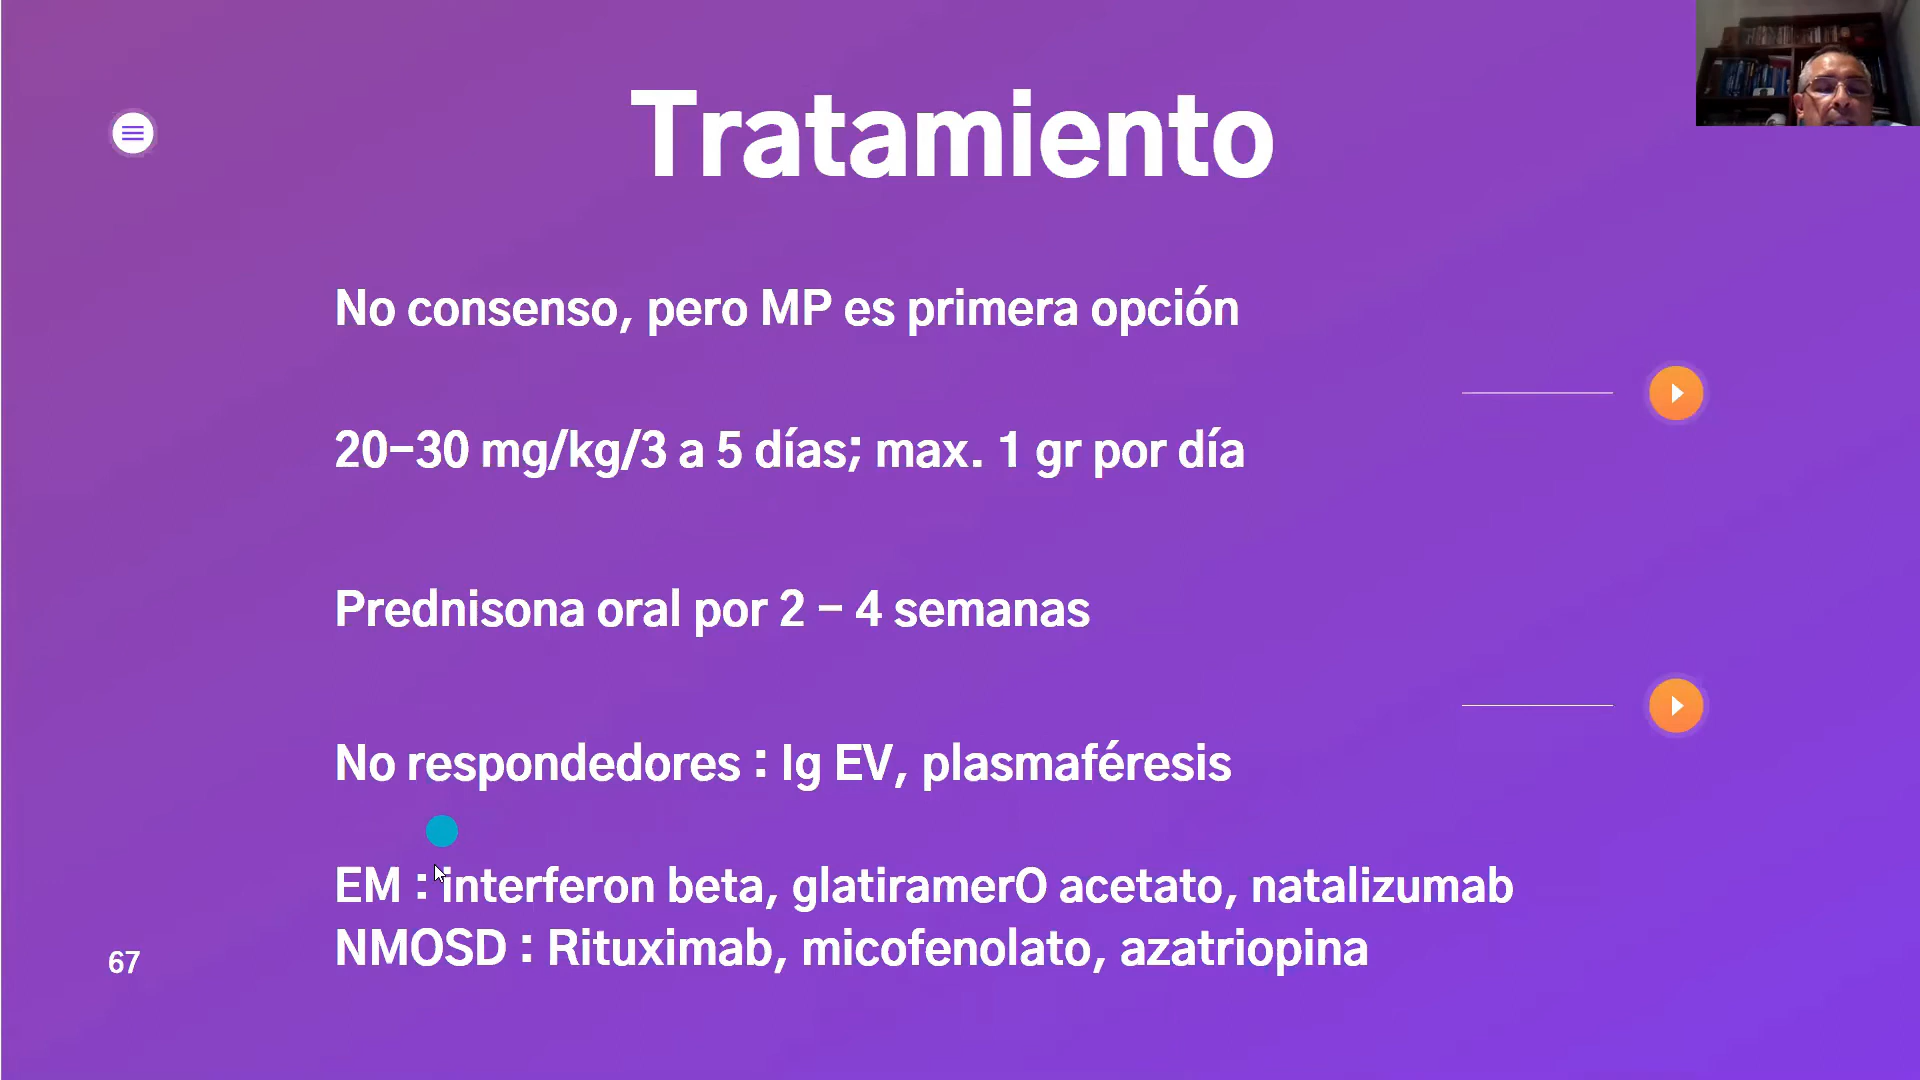 Tratamiento
No consenso, pero MP es primera opción
20-30 mg/kg/3 a 5 días; max. 1 gr por día
Prednisona oral por 2 - 4 semanas
No respondedores : Ig EV, plasmaféresis
EM : interferon beta, glatiramerO acetato, natalizumab
NMOSD : Rituximab, micofenolato, azatriopina
67